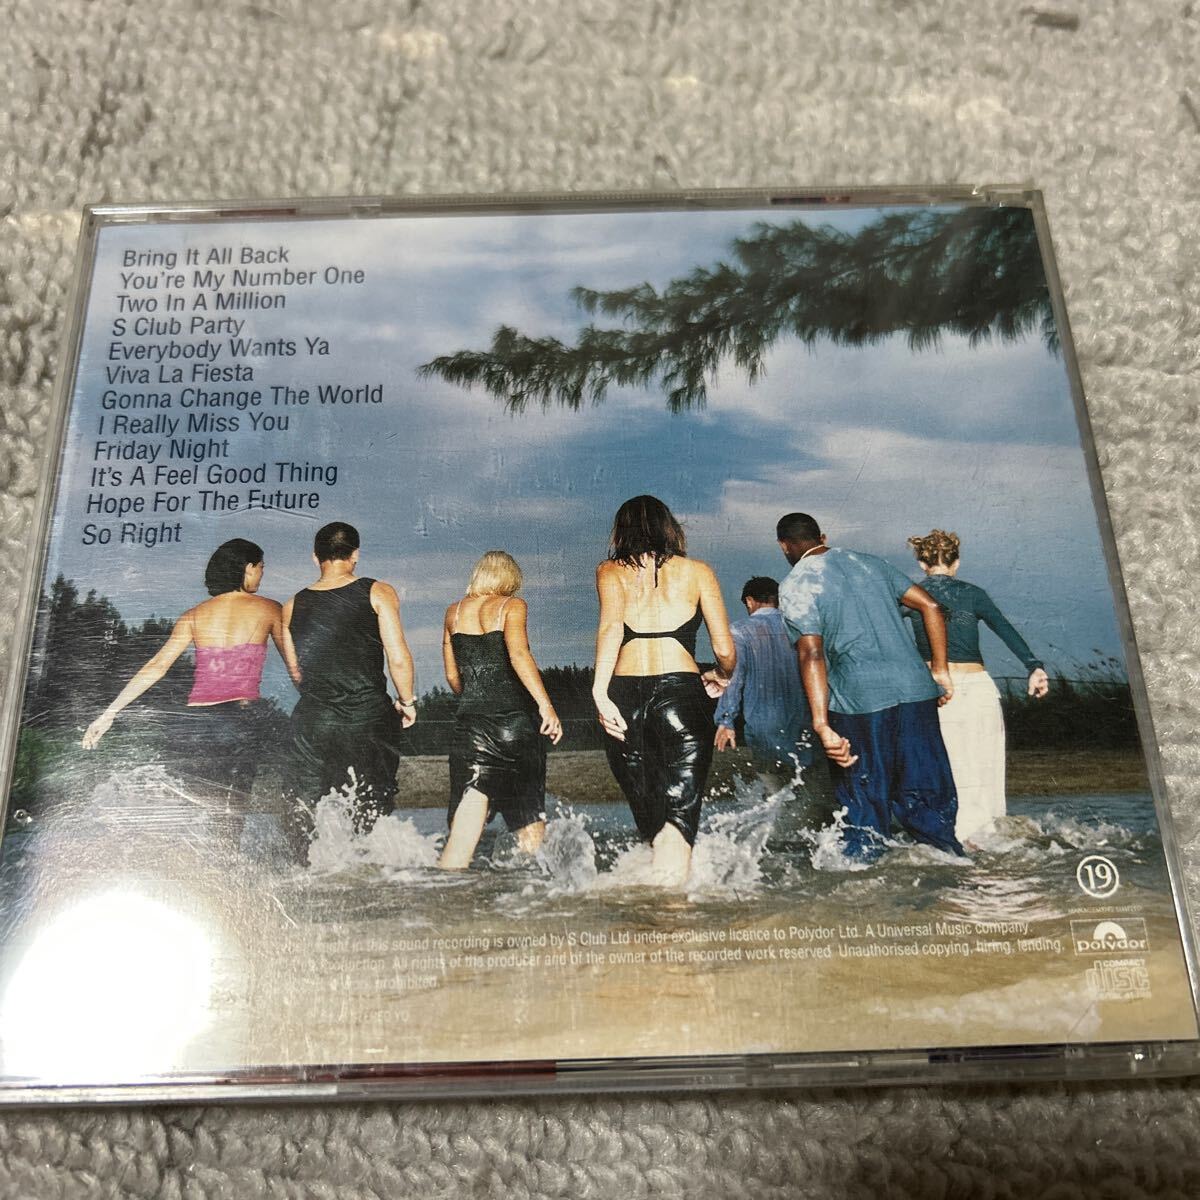 Bring It All Back
You're My Number One
Two In A Million
S Club Party
Everybody Wants Ya
Viva La Fiesta
Gonna Change The World
I Really Miss You
Friday Night
It's A Feel Good Thing
Hope For The Future
So Right
19
in this sound recording is owned by S Club Ltd under exclusive licence to Polydor Ltd. A Universal Music company.
All rights of the producer and of the owner of the recorded work reserved. Unauthorised copying, hiring, lending,
prohibited.
polydor
COMPACT
disc